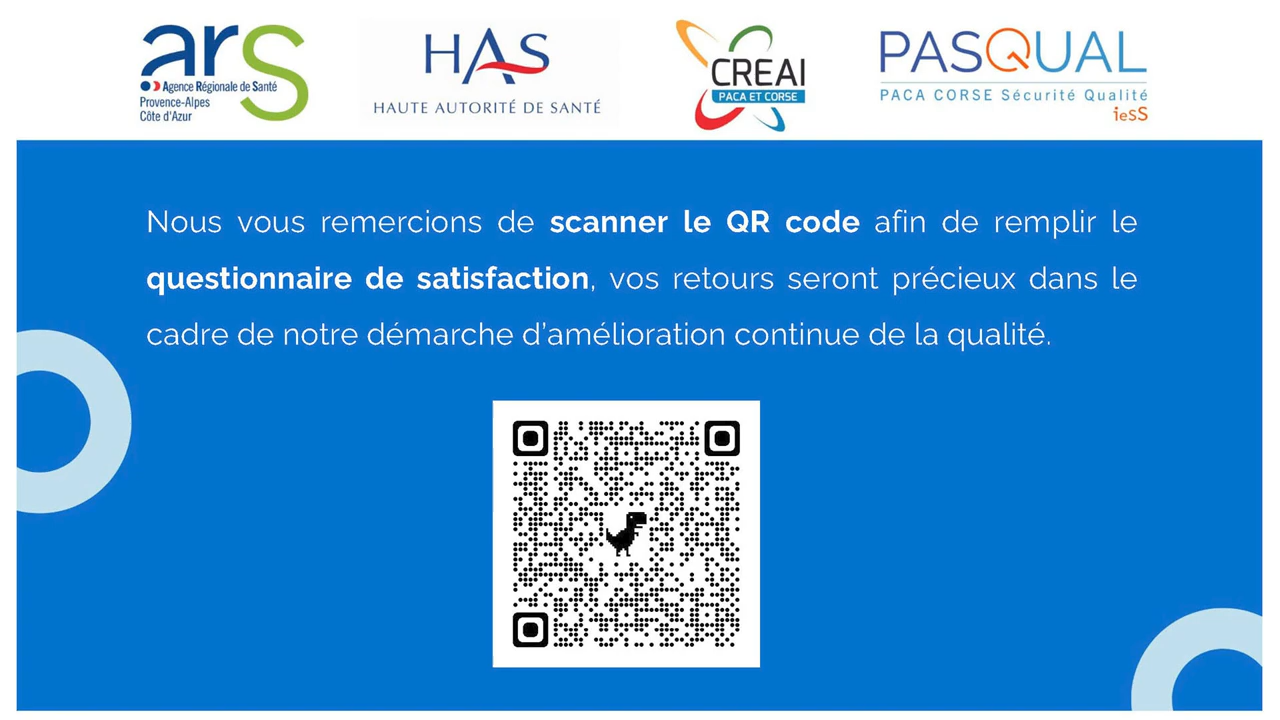 ars
Agence Régionale de Santé
Provence-Alpes
Côte d'Azur
HAS
HAUTE AUTORITÉ DE SANTÉ
CREAI
PACA ET CORSE
PASQUAL
PACA CORSE Sécurité Qualité
ieSS
Nous vous remercions de scanner le QR code afin de remplir le
questionnaire de satisfaction, vos retours seront précieux dans le
cadre de notre démarche d’amélioration continue de la qualité.